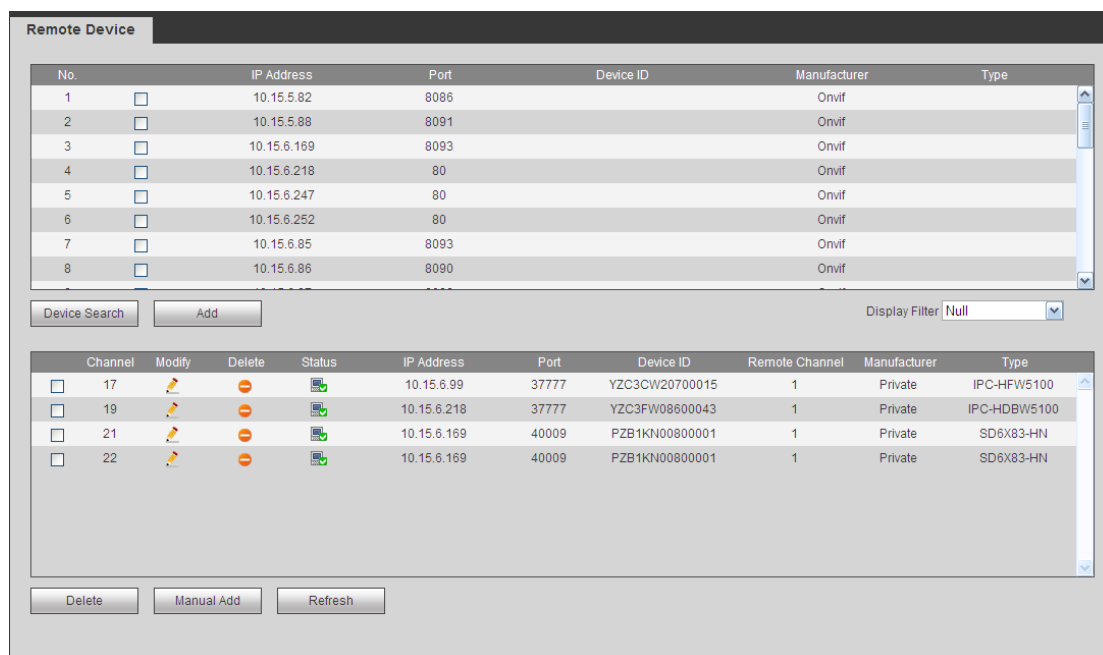 Remote Device
No. IP Address Port Device ID Manufacturer Type
1 10.15.5.82 8086 Onvif
2 10.15.5.88 8091 Onvif
3 10.15.6.169 8093 Onvif
4 10.15.6.218 80 Onvif
5 10.15.6.247 80 Onvif
6 10.15.6.252 80 Onvif
7 10.15.6.85 8093 Onvif
8 10.15.6.86 8090 Onvif
Device Search Add Display Filter Null
Channel Modify Delete Status IP Address Port Device ID Remote Channel Manufacturer Type
17 10.15.6.99 37777 YZC3CW20700015 1 Private IPC-HFW5100
19 10.15.6.218 37777 YZC3FW08600043 1 Private IPC-HDBW5100
21 10.15.6.169 40009 PZB1KN00800001 1 Private SD6X83-HN
22 10.15.6.169 40009 PZB1KN00800001 1 Private SD6X83-HN
Delete Manual Add Refresh